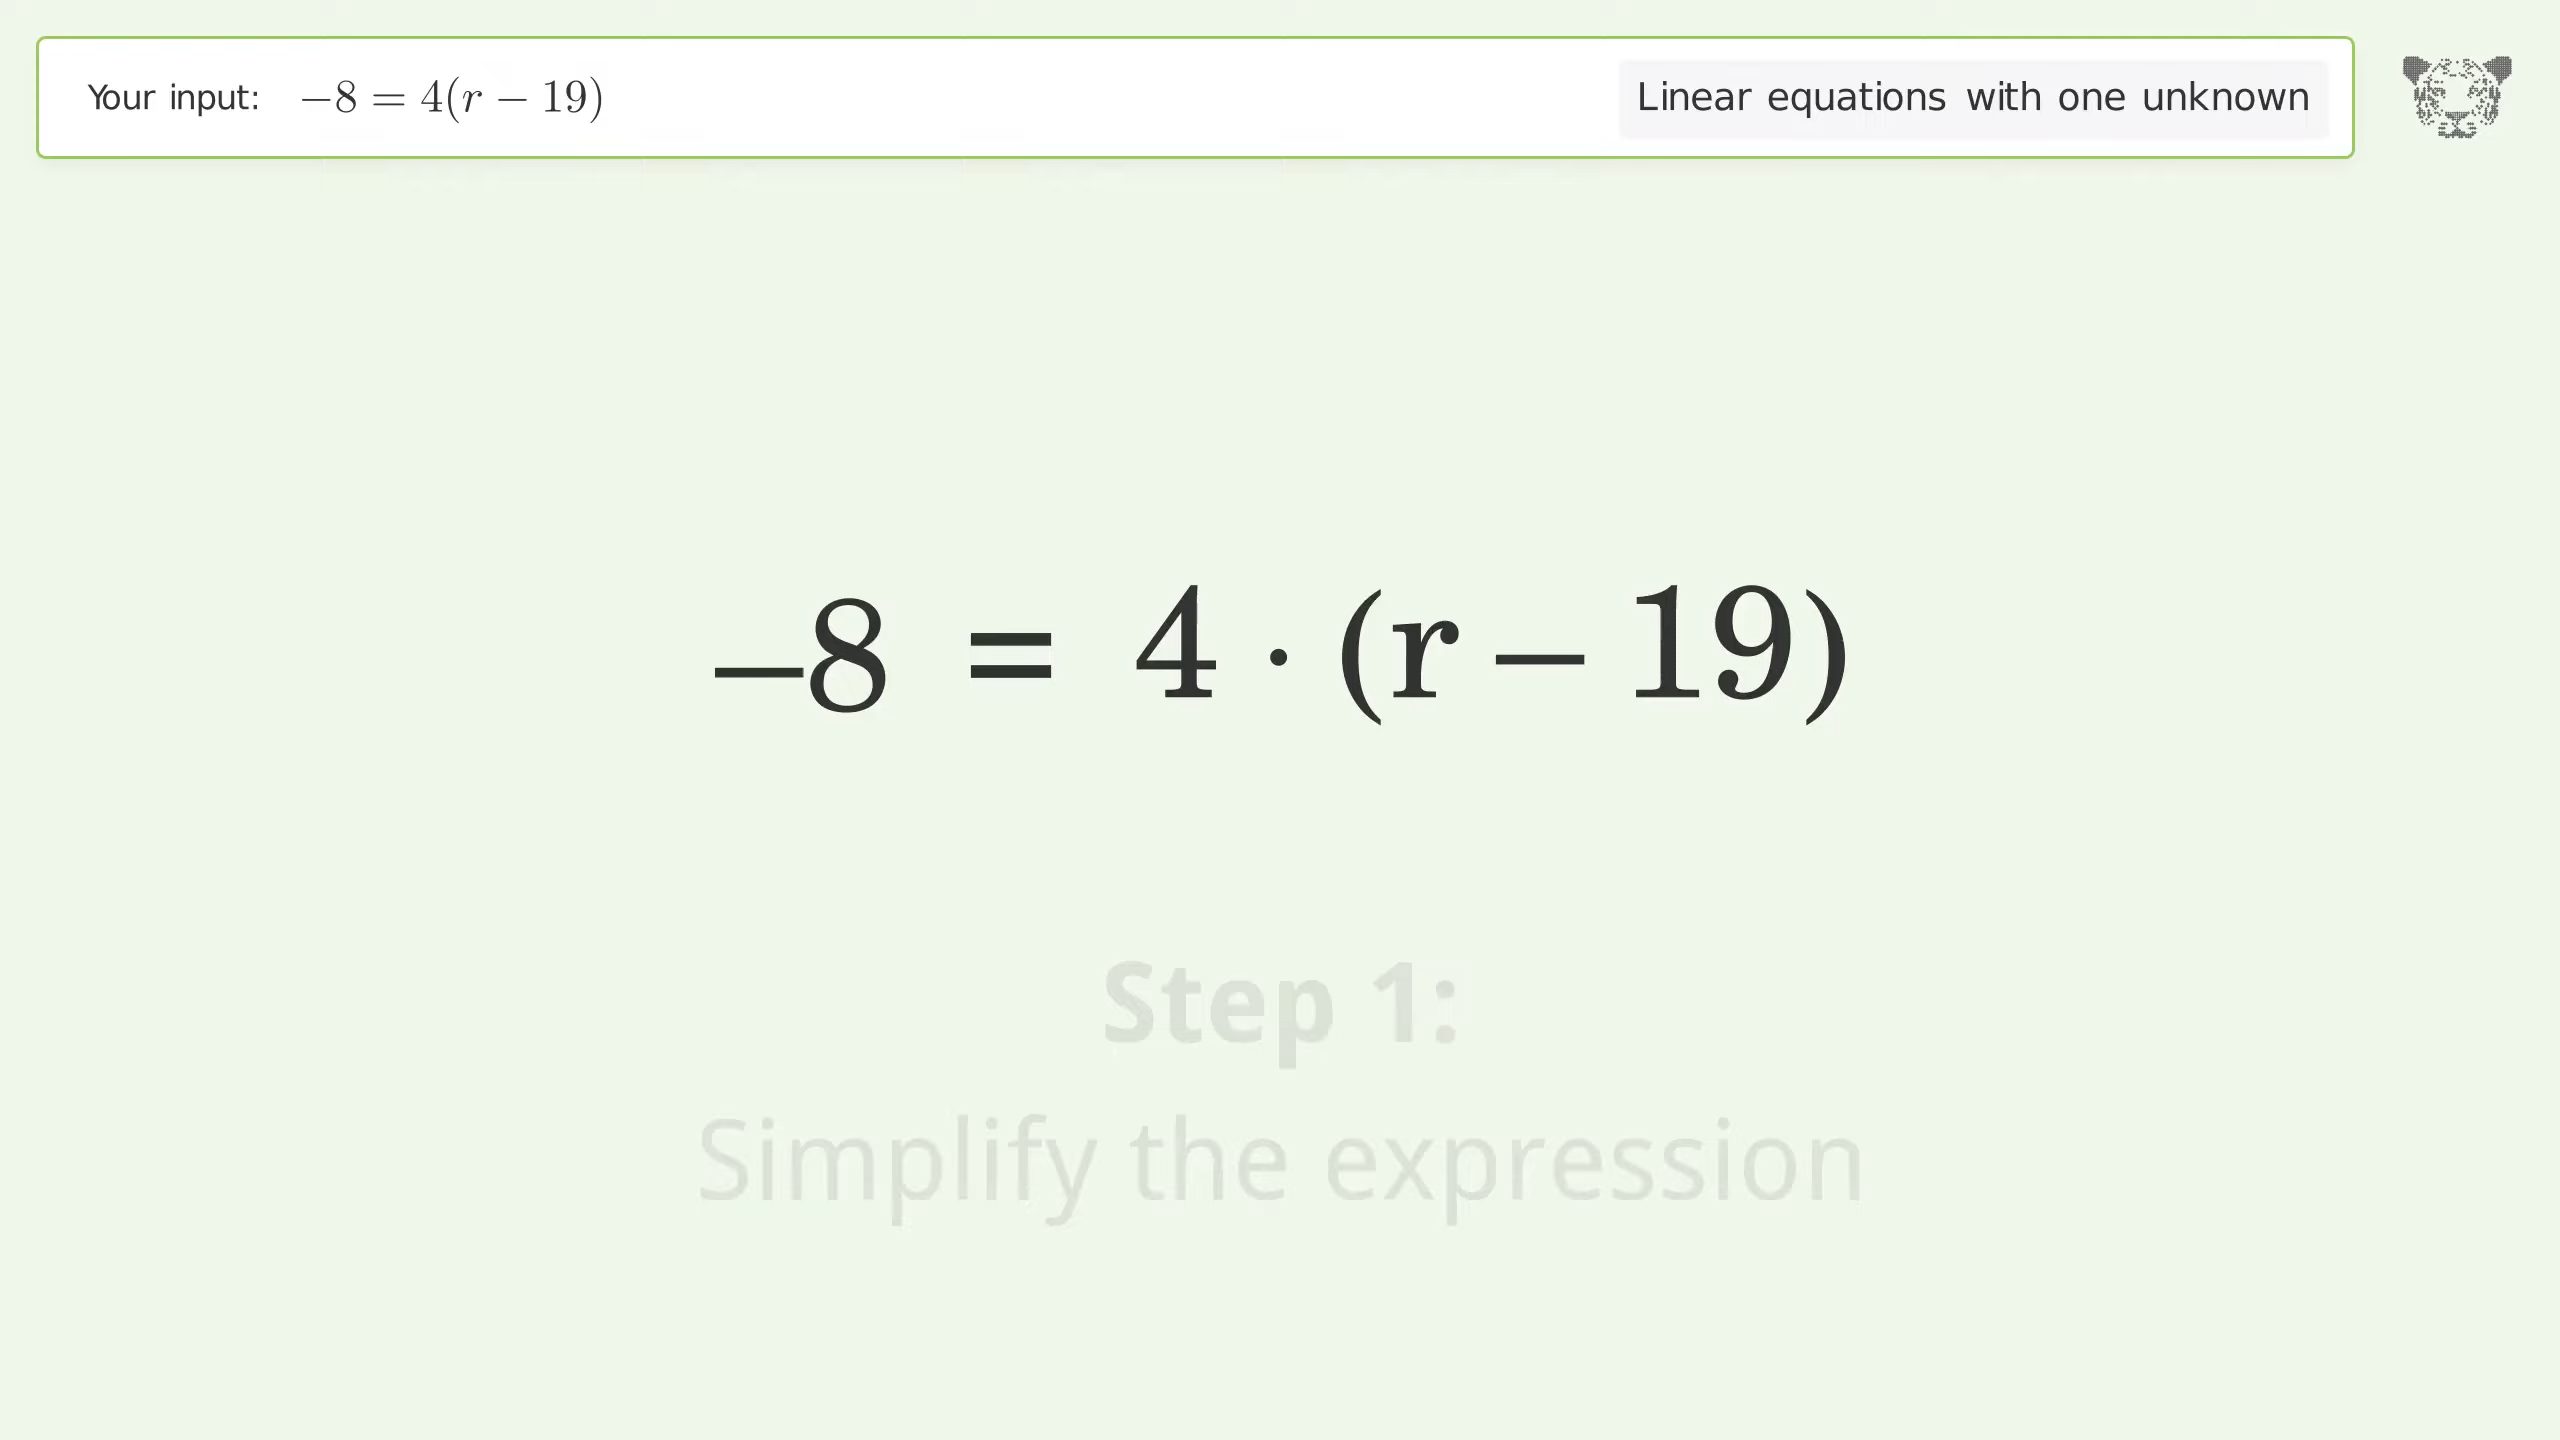 Your input: −8 = 4(r − 19)
Linear equations with one unknown
−8 = 4 · (r − 19)
Step 1:
Simplify the expression